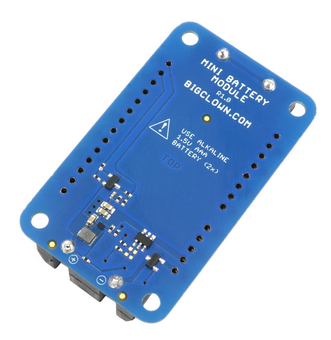 MINI BATTERY
MODULE
R1.0
BIGCLOWN.COM
USE ALKALINE
1.5V AAA
BATTERY (2x)
TOP
+
-